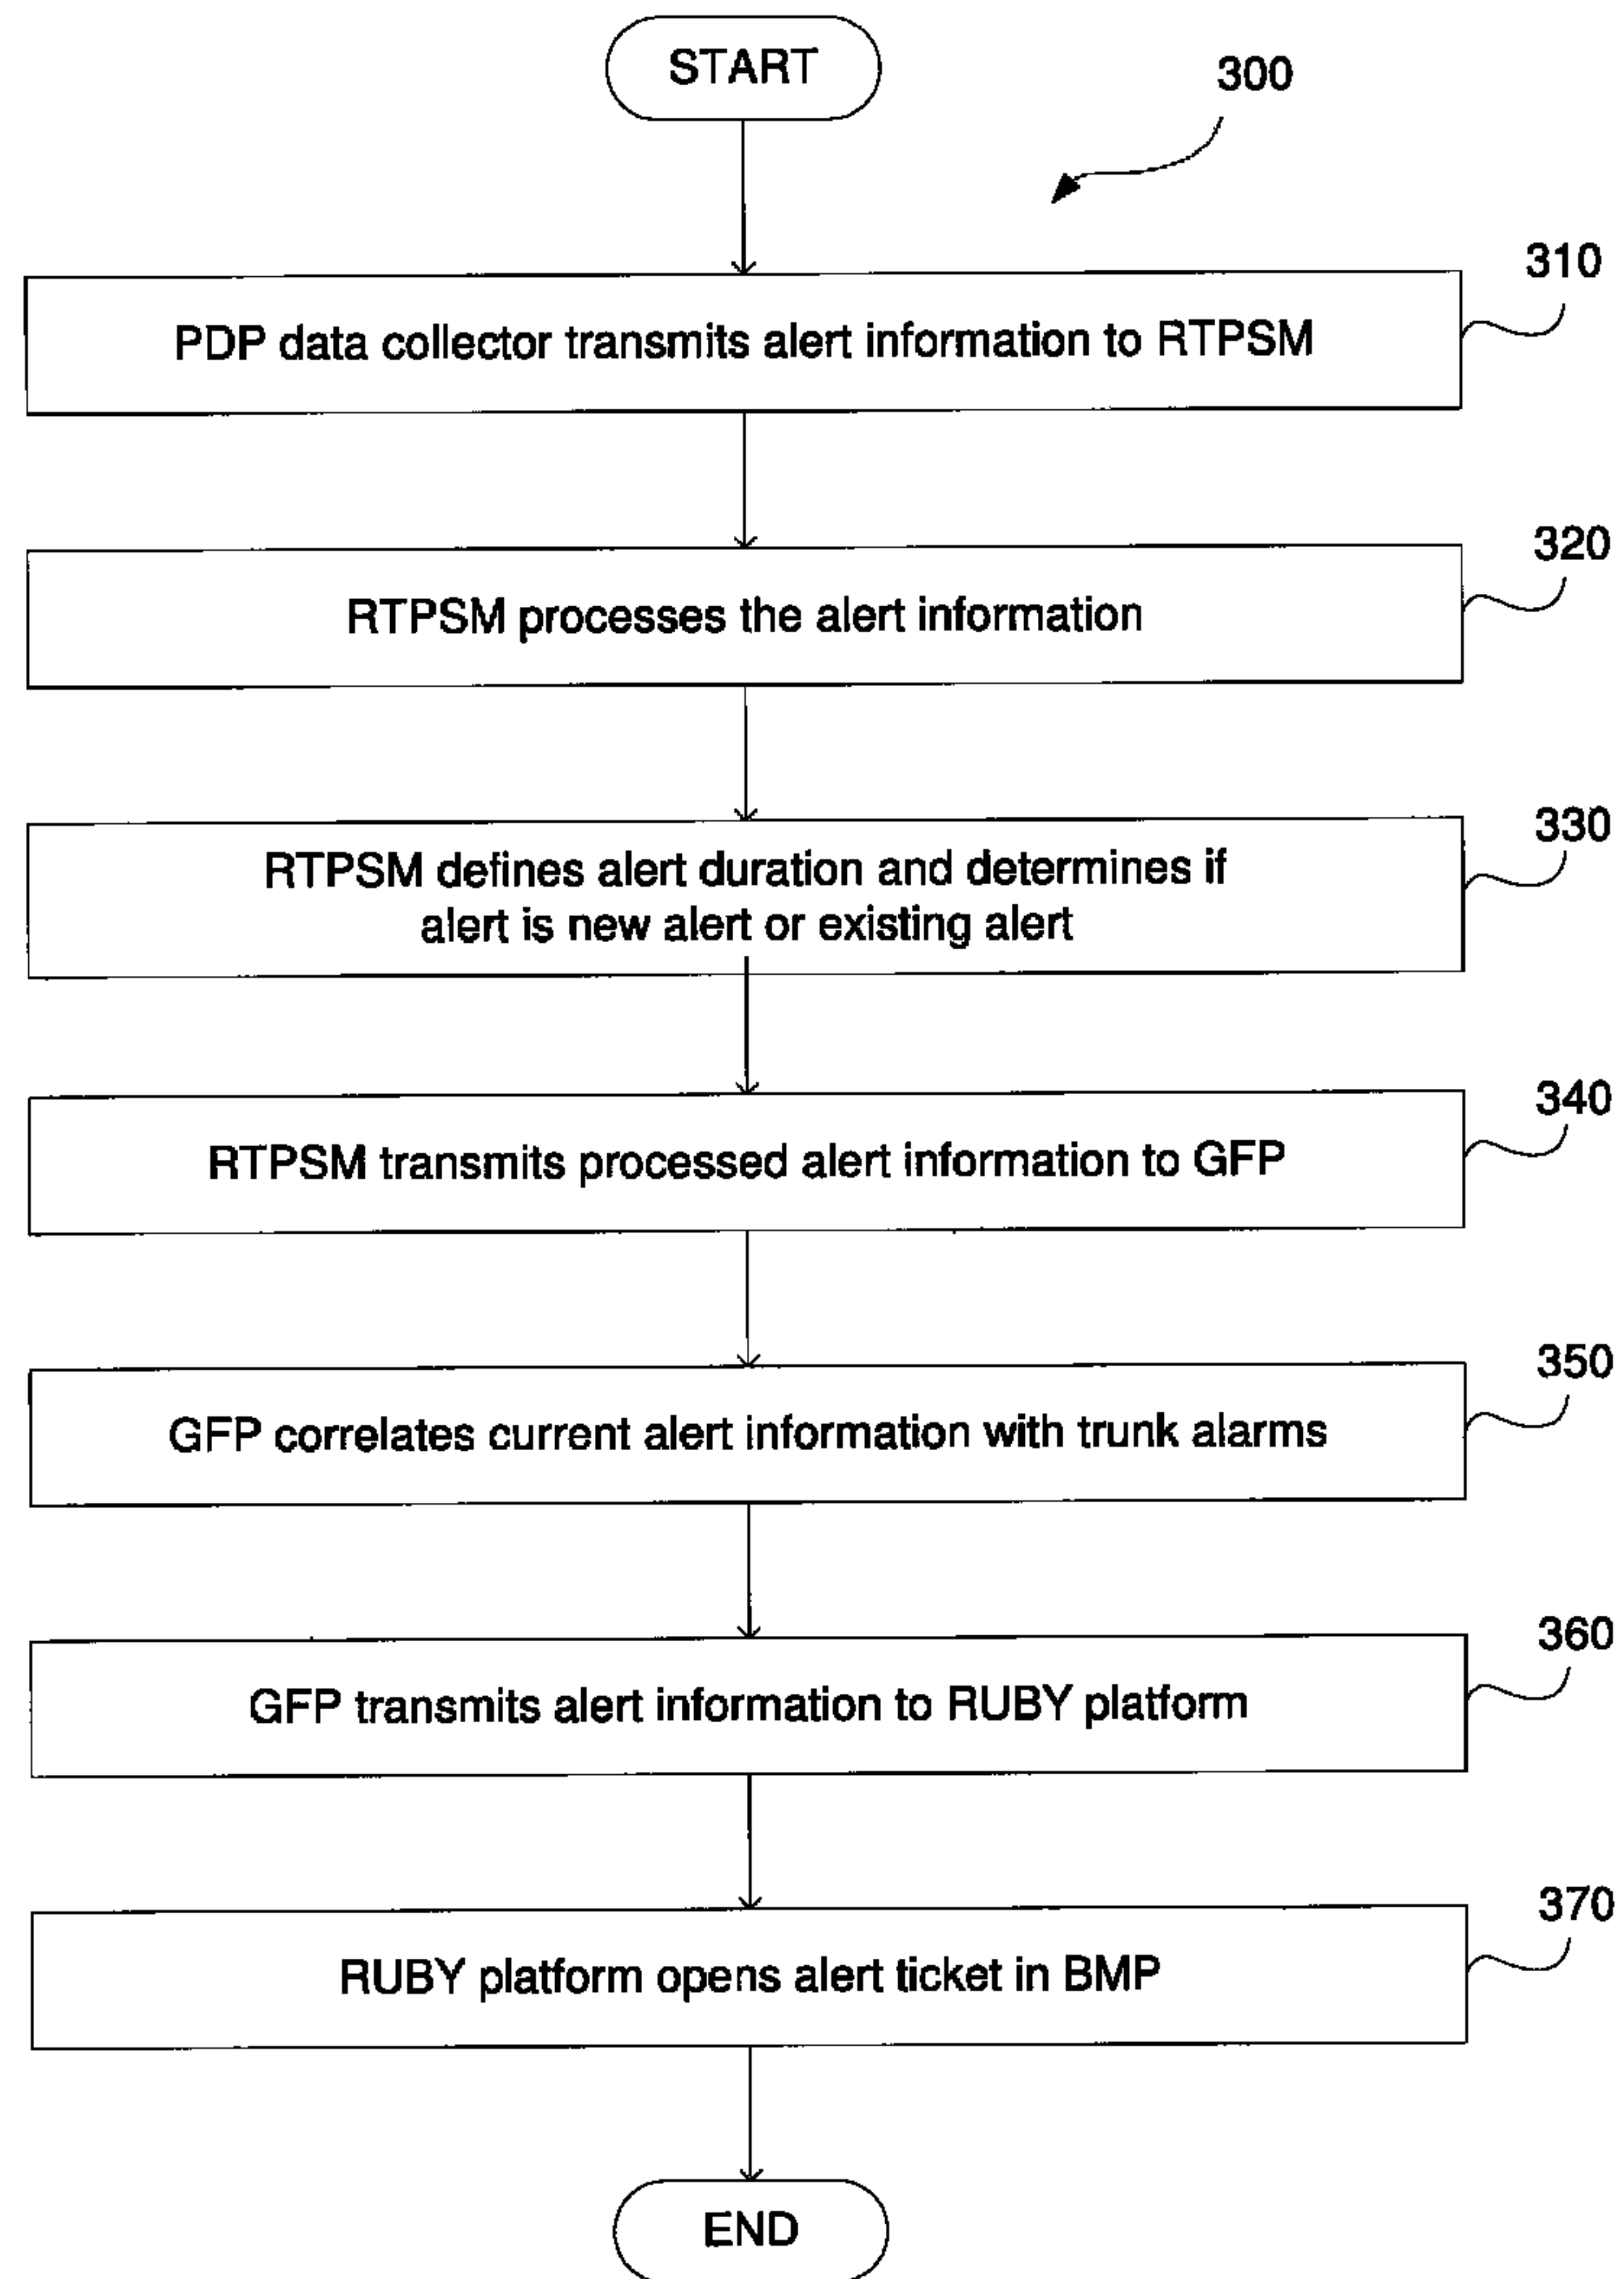 START
300
310
PDP data collector transmits alert information to RTPSM
320
RTPSM processes the alert information
330
RTPSM defines alert duration and determines if
alert is new alert or existing alert
340
RTPSM transmits processed alert information to GFP
350
GFP correlates current alert information with trunk alarms
360
GFP transmits alert information to RUBY platform
370
RUBY platform opens alert ticket in BMP
END